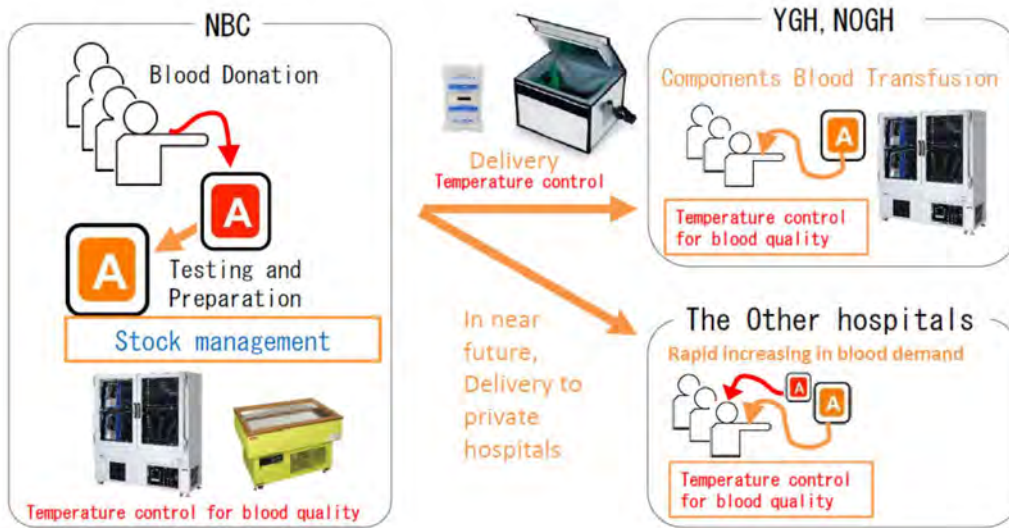 NBC
Blood Donation
A
A
Testing and
Preparation
Stock management
Temperature control for blood quality
Delivery
Temperature control
In near
future,
Delivery to
private
hospitals
YGH, NOGH
Components Blood Transfusion
A
Temperature control
for blood quality
The Other hospitals
Rapid increasing in blood demand
A
A
Temperature control
for blood quality